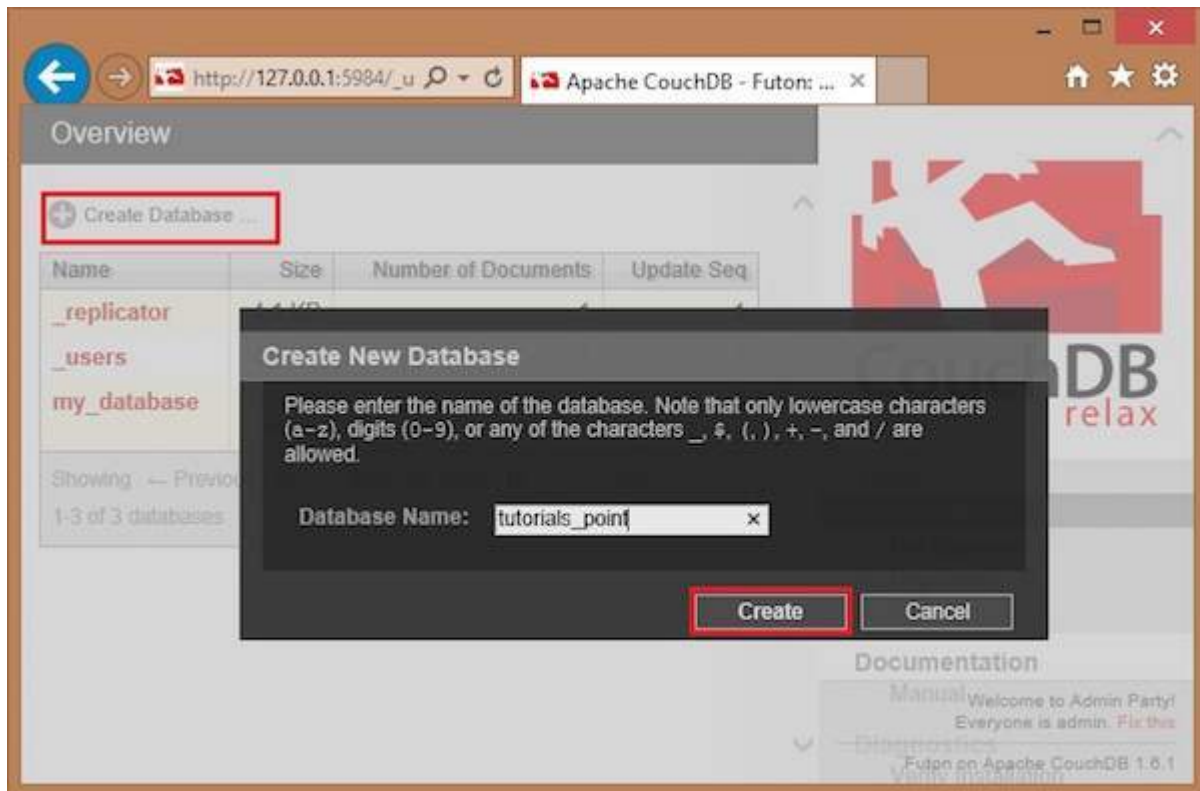 http://127.0.0.1:5984/_u
Apache CouchDB - Futon: ...
Overview
Create Database ...
Name Size Number of Documents Update Seq
_replicator
_users
my_database
CouchDB
relax
Create New Database
Please enter the name of the database. Note that only lowercase characters
(a-z), digits (0-9), or any of the characters _, $, (, ), +, -, and / are
allowed.
Database Name: tutorials_point
Showing ← Previous
1-3 of 3 databases
Create Cancel
Documentation
Manual
Welcome to Admin Party!
Everyone is admin. Fix this
Diagnostics
Futon on Apache CouchDB 1.6.1
Verify Installation